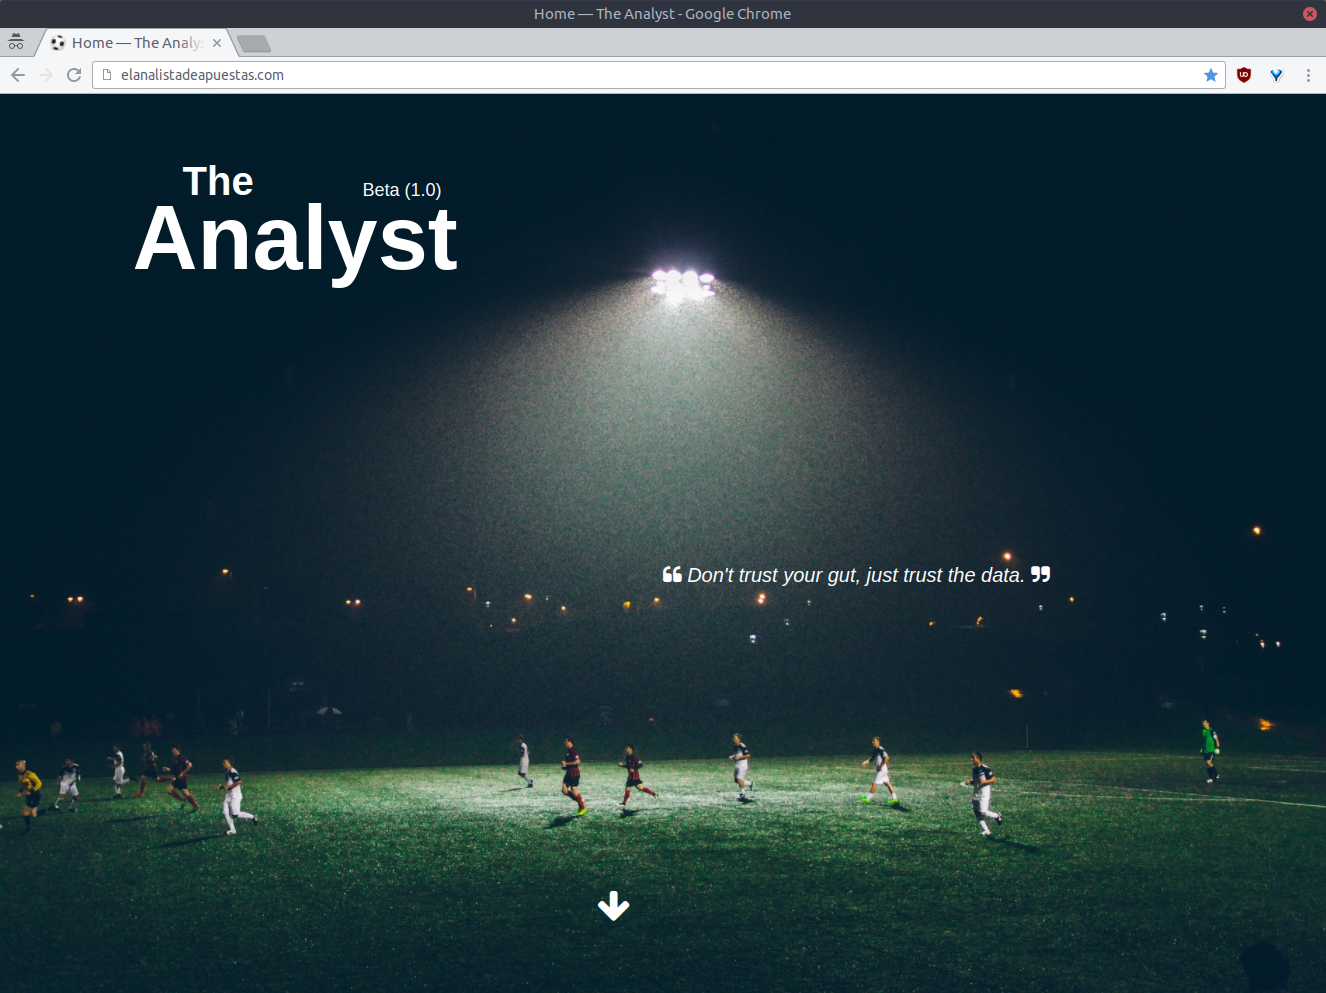 Home — The Analyst - Google Chrome
Home — The Analys
elanalistadeapuestas.com
The
Beta (1.0)
Analyst
Don't trust your gut, just trust the data.